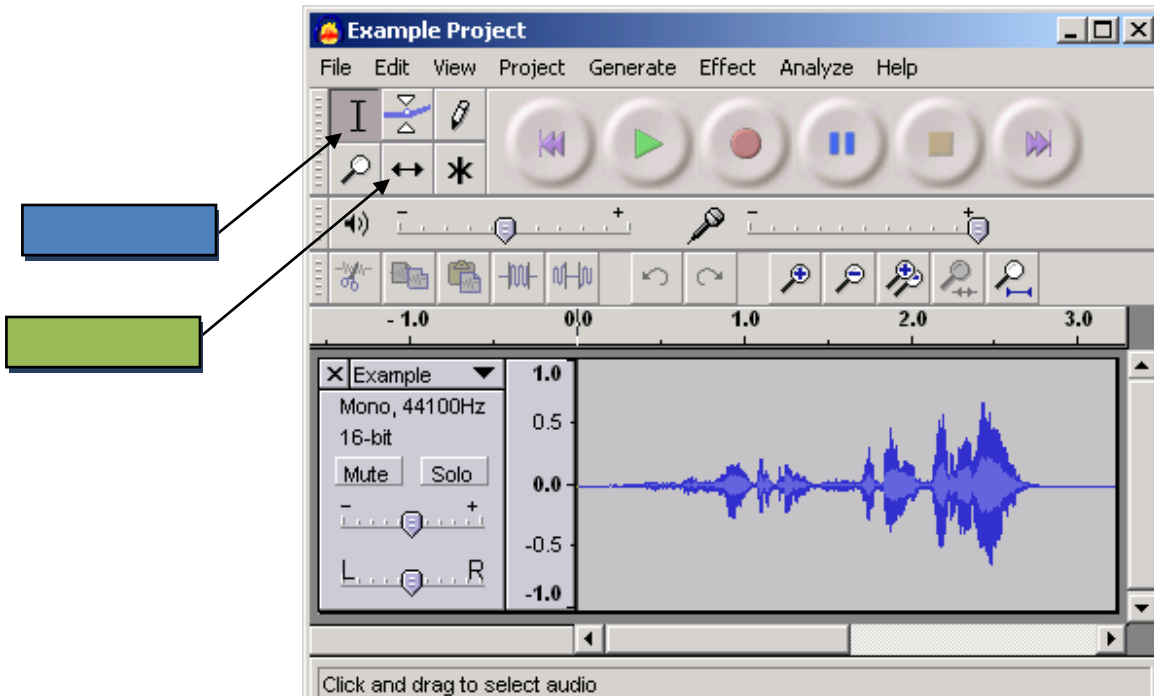 Example Project
File Edit View Project Generate Effect Analyze Help
- + - +
- 1.0 0.0 1.0 2.0 3.0
Example
Mono, 44100Hz
16-bit
Mute Solo
- +
L R
1.0
0.5
0.0
-0.5
-1.0
Click and drag to select audio